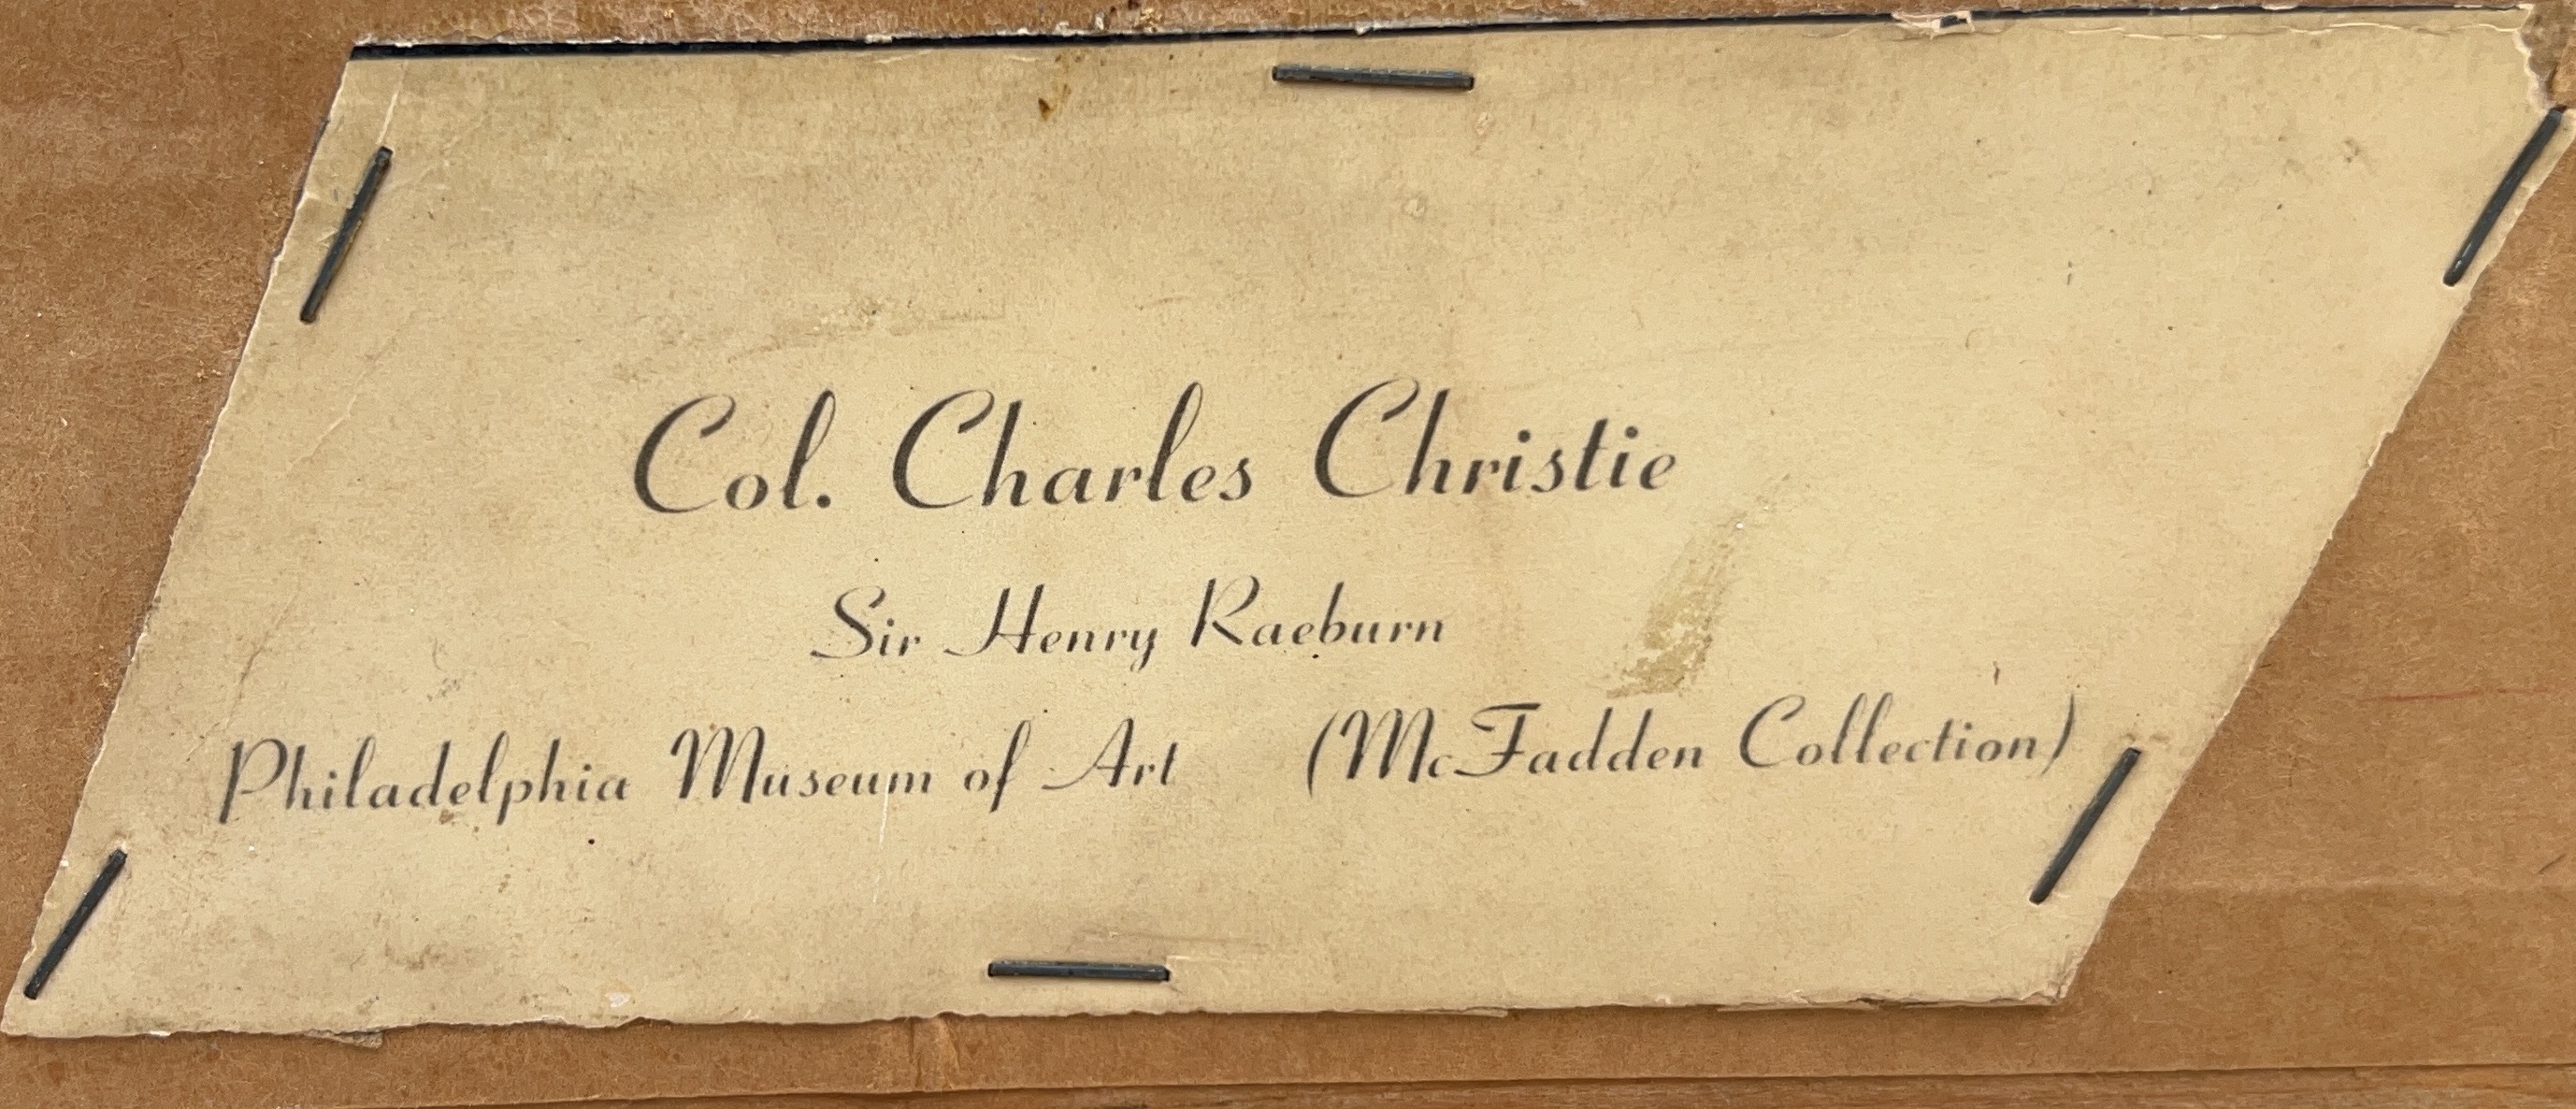 Col. Charles Christie
Sir Henry Raeburn
Philadelphia Museum of Art (McFadden Collection)